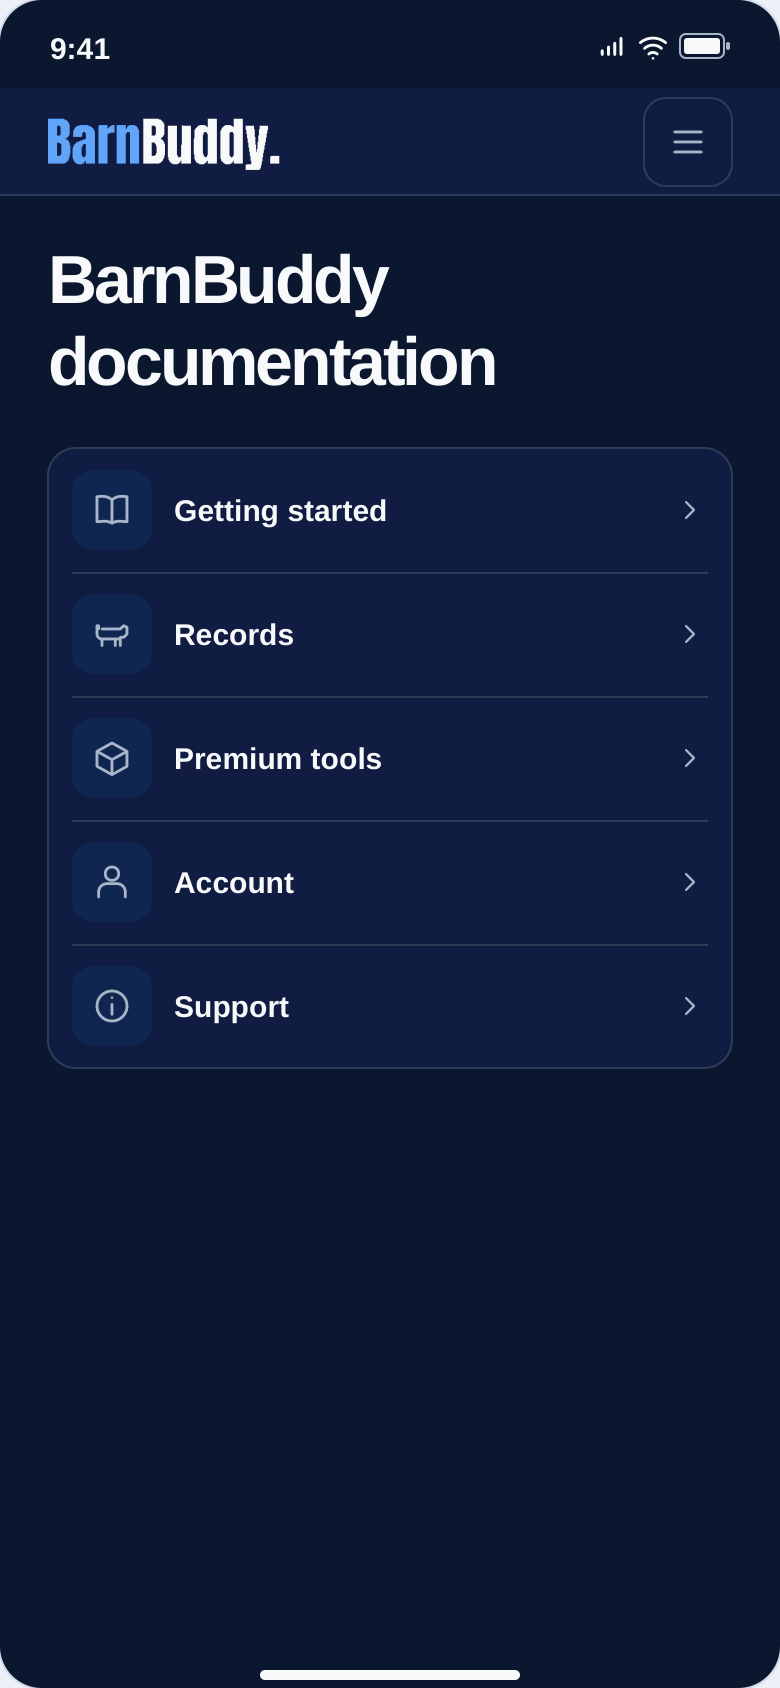 9:41
BarnBuddy.
BarnBuddy
documentation
Getting started
Records
Premium tools
Account
Support